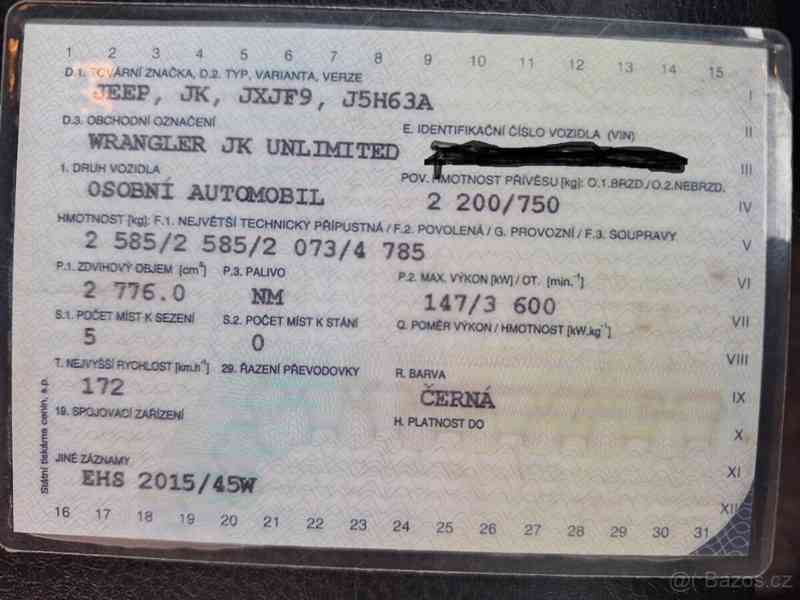 1 2 3 4 5 6 7 8 9 10 11 12 13 14 15
D.1. TOVÁRNÍ ZNAČKA, D.2. TYP, VARIANTA, VERZE I
JEEP, JK, JXJF9, J5H63A
D.3. OBCHODNÍ OZNAČENÍ E. IDENTIFIKAČNÍ ČÍSLO VOZIDLA (VIN) II
WRANGLER JK UNLIMITED
1. DRUH VOZIDLA POV. HMOTNOST PŘÍVĚSU [kg]: O.1.BRZD./O.2.NEBRZD. III
OSOBNÍ AUTOMOBIL 2 200/750 IV
HMOTNOST [kg]: F.1. NEJVĚTŠÍ TECHNICKY PŘÍPUSTNÁ / F.2. POVOLENÁ / G. PROVOZNÍ / F.3. SOUPRAVY
2 585/2 585/2 073/4 785 V
P.1. ZDVIHOVÝ OBJEM [cm³] P.3. PALIVO P.2. MAX. VÝKON [kW] / OT. [min.⁻¹] VI
2 776.0 NM 147/3 600
S.1. POČET MÍST K SEZENÍ S.2. POČET MÍST K STÁNÍ Q. POMĚR VÝKON / HMOTNOST [kW.kg⁻¹] VII
5 0
T. NEJVYŠŠÍ RYCHLOST [km.h⁻¹] 29. ŘAZENÍ PŘEVODOVKY R. BARVA VIII
172 ČERNÁ IX
19. SPOJOVACÍ ZAŘÍZENÍ H. PLATNOST DO X
JINÉ ZÁZNAMY XI
EHS 2015/45W
XII
16 17 18 19 20 21 22 23 24 25 26 27 28 29 30 31
Státní tiskárna cenin, s.p.
@ Bazos.cz